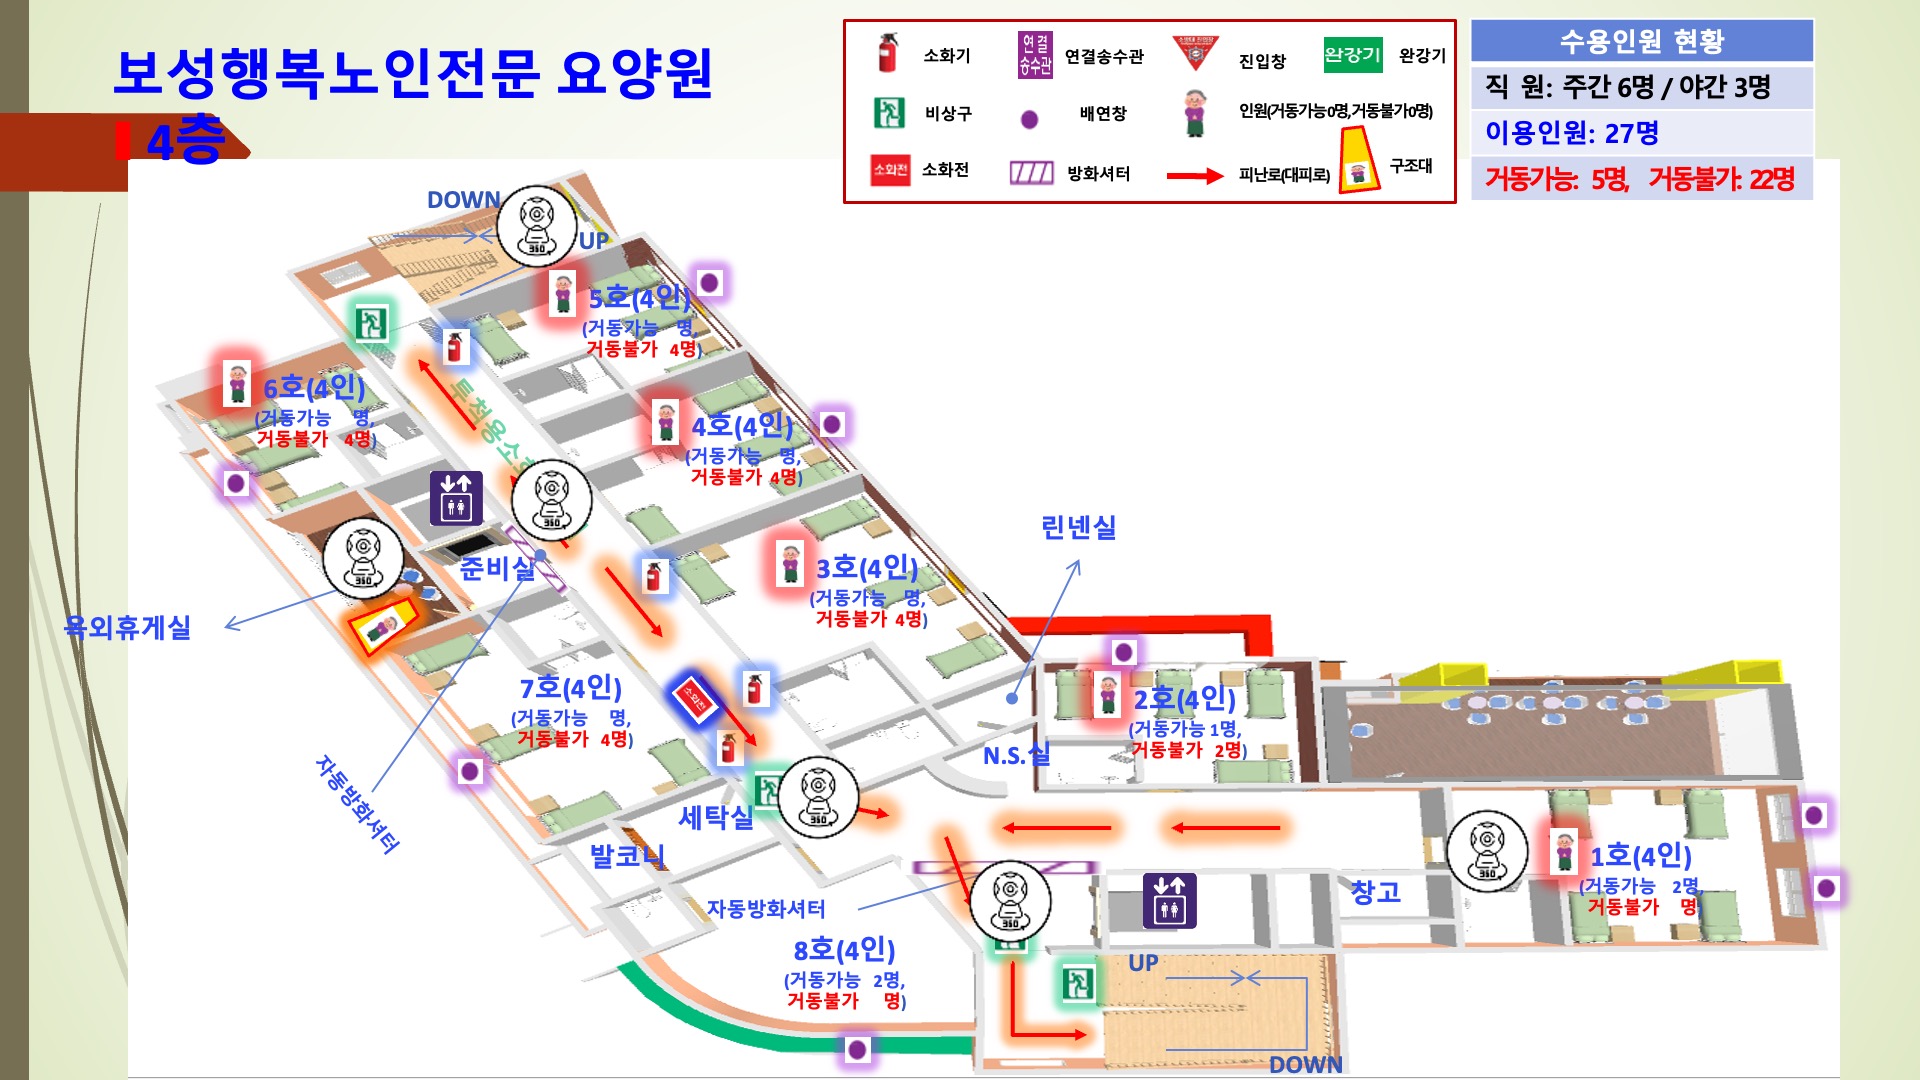 보성행복노인전문 요양원
4층
소화기
연결
송수관
연결송수관
진입창
완강기
완강기
비상구
배연창
인원(거동가능0명,거동불가0명)
소화전
소화전
방화셔터
피난로(대피로)
구조대
수용인원 현황
직 원: 주간 6명 / 야간 3명
이용인원: 27명
거동가능: 5명, 거동불가: 22명
DOWN
UP
360
5호(4인)
(거동가능 명,
거동불가 4명)
6호(4인)
(거동가능 명,
거동불가 4명)
투척용소화
4호(4인)
(거동가능 명,
거동불가 4명)
360
360
준비실
린넨실
3호(4인)
(거동가능 명,
거동불가 4명)
옥외휴게실
7호(4인)
(거동가능 명,
거동불가 4명)
소화전
2호(4인)
(거동가능 1명,
거동불가 2명)
N.S.실
자동방화셔터
세탁실
360
발코니
1호(4인)
(거동가능 2명,
거동불가 명)
360
창고
자동방화셔터
360
8호(4인)
(거동가능 2명,
거동불가 명)
UP
DOWN